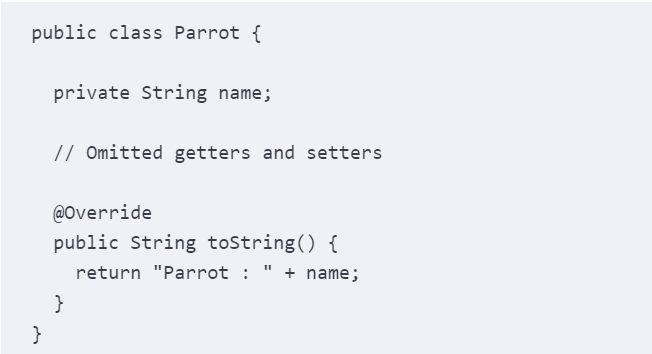 public class Parrot {
private String name;
// Omitted getters and setters
@Override
public String toString() {
return "Parrot : " + name;
}
}